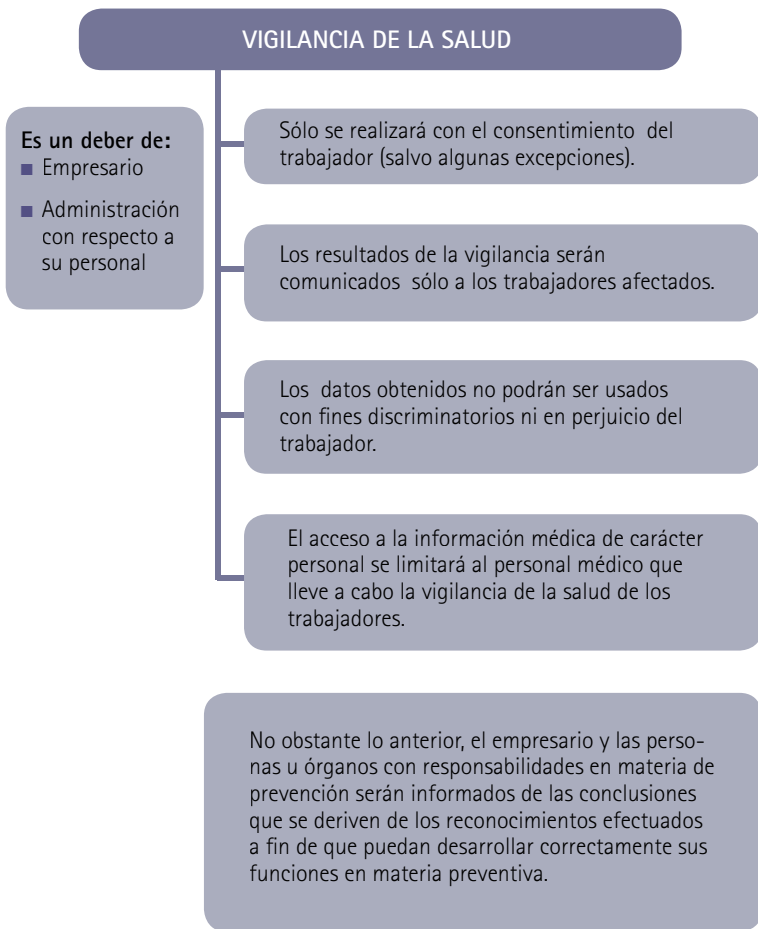 VIGILANCIA DE LA SALUD
Es un deber de:
■ Empresario
■ Administración
con respecto a
su personal
Sólo se realizará con el consentimiento del
trabajador (salvo algunas excepciones).
Los resultados de la vigilancia serán
comunicados sólo a los trabajadores afectados.
Los datos obtenidos no podrán ser usados
con fines discriminatorios ni en perjuicio del
trabajador.
El acceso a la información médica de carácter
personal se limitará al personal médico que
lleve a cabo la vigilancia de la salud de los
trabajadores.
No obstante lo anterior, el empresario y las perso-
nas u órganos con responsabilidades en materia de
prevención serán informados de las conclusiones
que se deriven de los reconocimientos efectuados
a fin de que puedan desarrollar correctamente sus
funciones en materia preventiva.